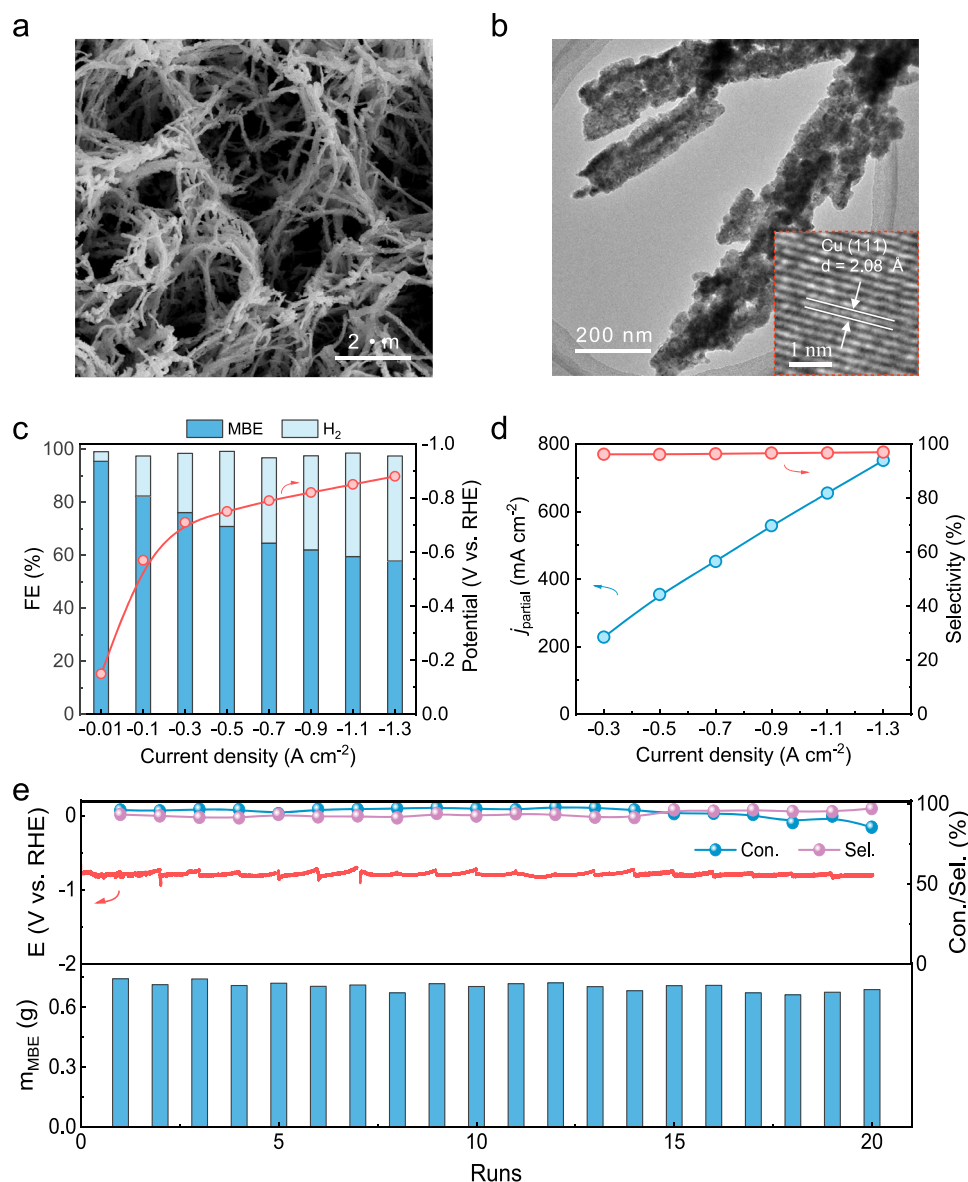 a
2 · m
b
Cu (111)
d = 2.08 Å
1 nm
200 nm
c
MBE
H₂
100
80
60
40
20
0
FE (%)
-1.0
-0.8
-0.6
-0.4
-0.2
0.0
Potential (V vs. RHE)
-0.01 -0.1 -0.3 -0.5 -0.7 -0.9 -1.1 -1.3
Current density (A cm⁻²)
d
800
600
400
200
0
j partial (mA cm⁻²)
100
80
60
40
20
0
Selectivity (%)
-0.3 -0.5 -0.7 -0.9 -1.1 -1.3
Current density (A cm⁻²)
e
0
-1
-2
E (V vs. RHE)
Con. Sel.
100
50
0
Con./Sel. (%)
0.6
0.3
0.0
m MBE (g)
0 5 10 15 20
Runs